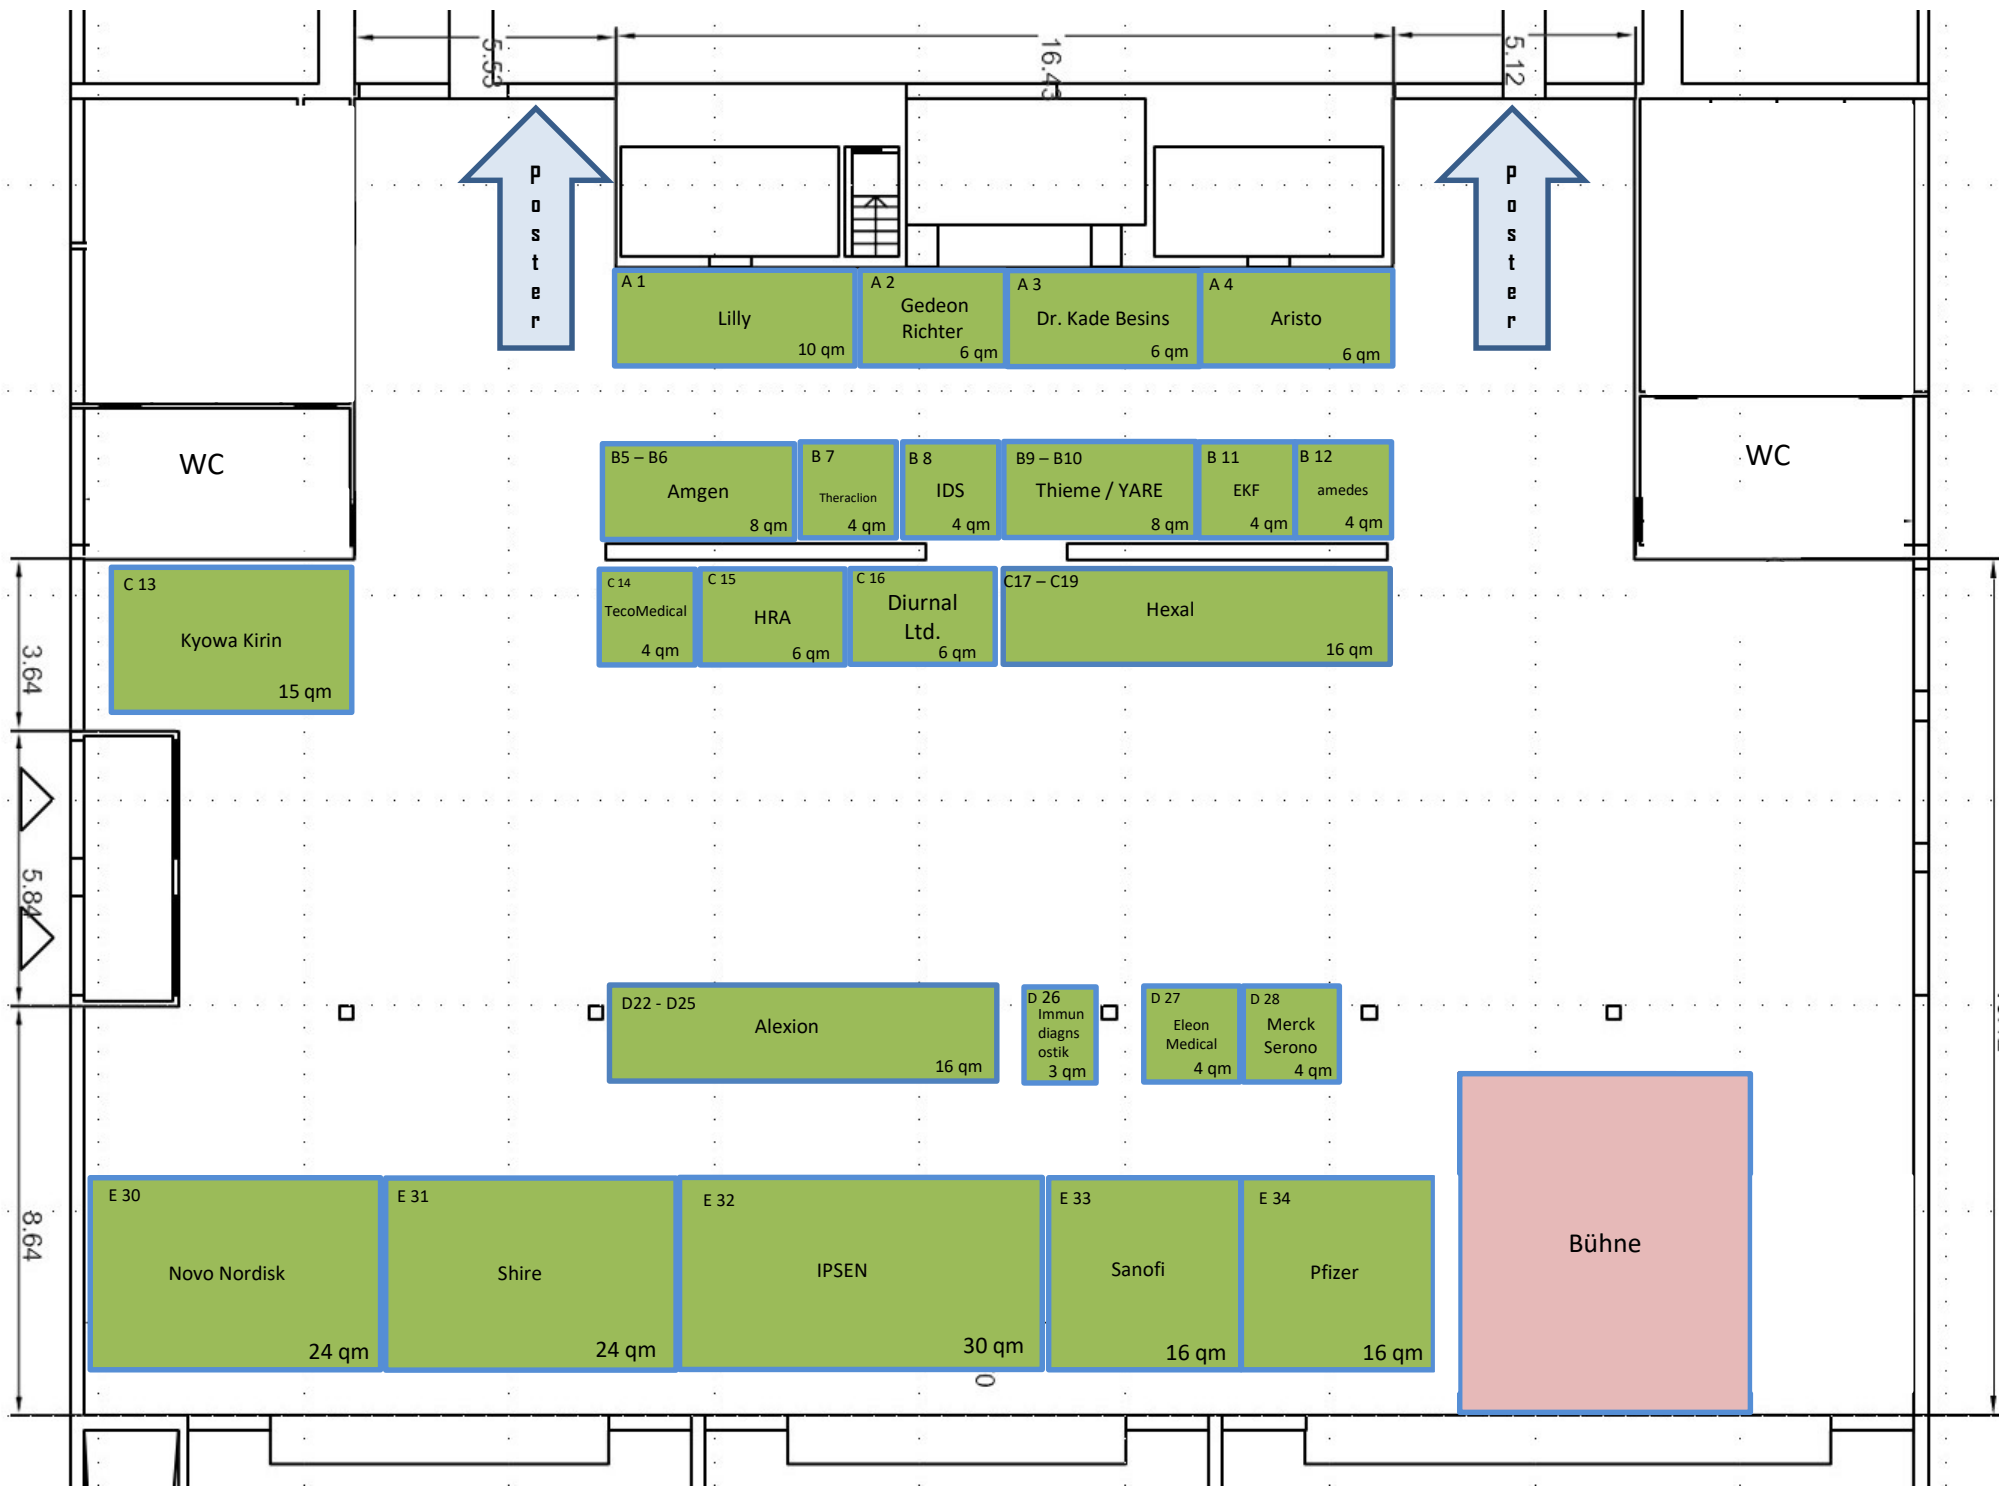 5.53
16.43
5.12
poster
poster
A 1
Lilly
10 qm
A 2
Gedeon
Richter
6 qm
A 3
Dr. Kade Besins
6 qm
A 4
Aristo
6 qm
WC
B5 – B6
Amgen
8 qm
B 7
Theraclion
4 qm
B 8
IDS
4 qm
B9 – B10
Thieme / YARE
8 qm
B 11
EKF
4 qm
B 12
amedes
4 qm
WC
C 13
Kyowa Kirin
15 qm
C 14
TecoMedical
4 qm
C 15
HRA
6 qm
C 16
Diurnal
Ltd.
6 qm
C17 – C19
Hexal
16 qm
3.64
5.84
D22 - D25
Alexion
16 qm
D 26
Immun
diagns
ostik
3 qm
D 27
Eleon
Medical
4 qm
D 28
Merck
Serono
4 qm
8.64
E 30
Novo Nordisk
24 qm
E 31
Shire
24 qm
E 32
IPSEN
30 qm
E 33
Sanofi
16 qm
E 34
Pfizer
16 qm
Bühne
0